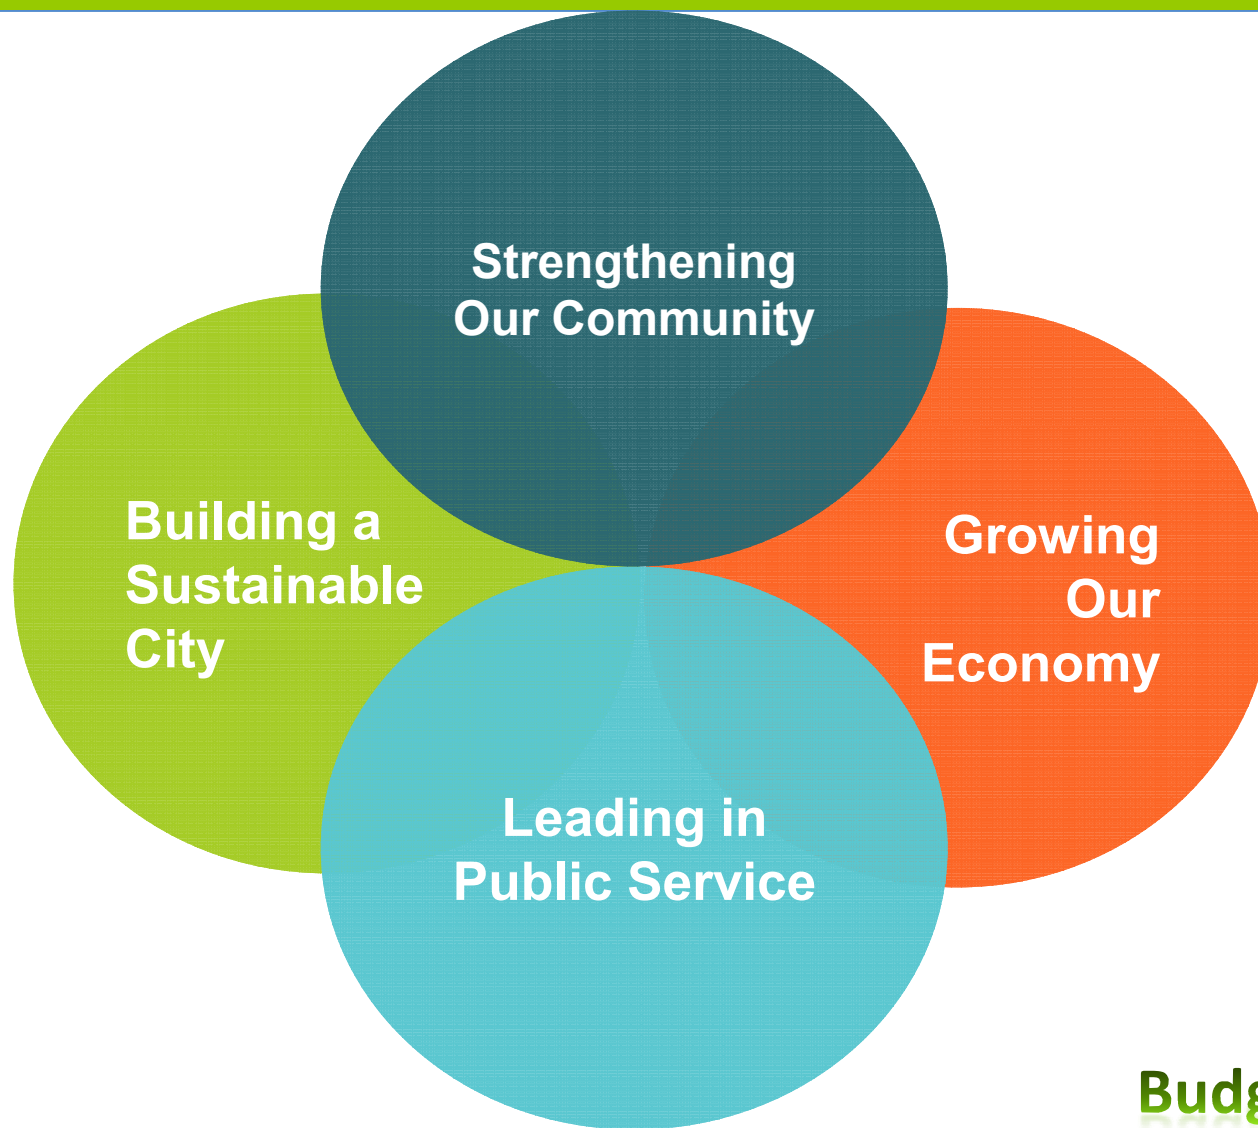 Strengthening
Our Community
Building a
Sustainable
City
Growing
Our
Economy
Leading in
Public Service